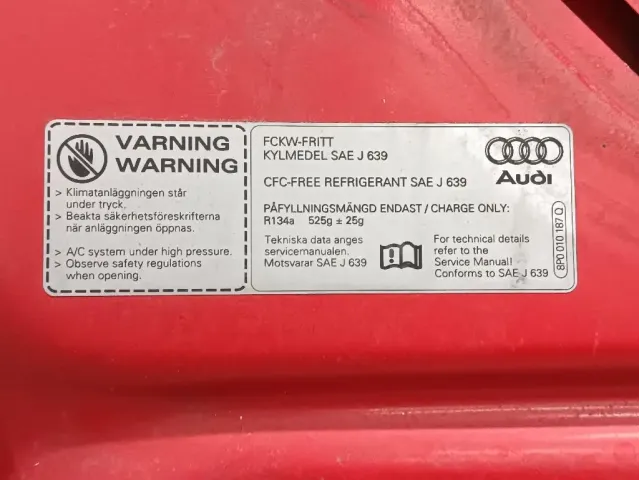 VARNING
WARNING
> Klimatanläggningen står
under tryck.
> Beakta säkerhetsföreskrifterna
när anläggningen öppnas.
> A/C system under high pressure.
> Observe safety regulations
when opening.
FCKW-FRITT
KYLMEDEL SAE J 639
CFC-FREE REFRIGERANT SAE J 639
PÅFYLLNINGSMÄNGD ENDAST / CHARGE ONLY:
R134a 525g ± 25g
Tekniska data anges
servicemanualen.
Motsvarar SAE J 639
For technical details
refer to the
Service Manual!
Conforms to SAE J 639
Audi
8P0 010 187 Q